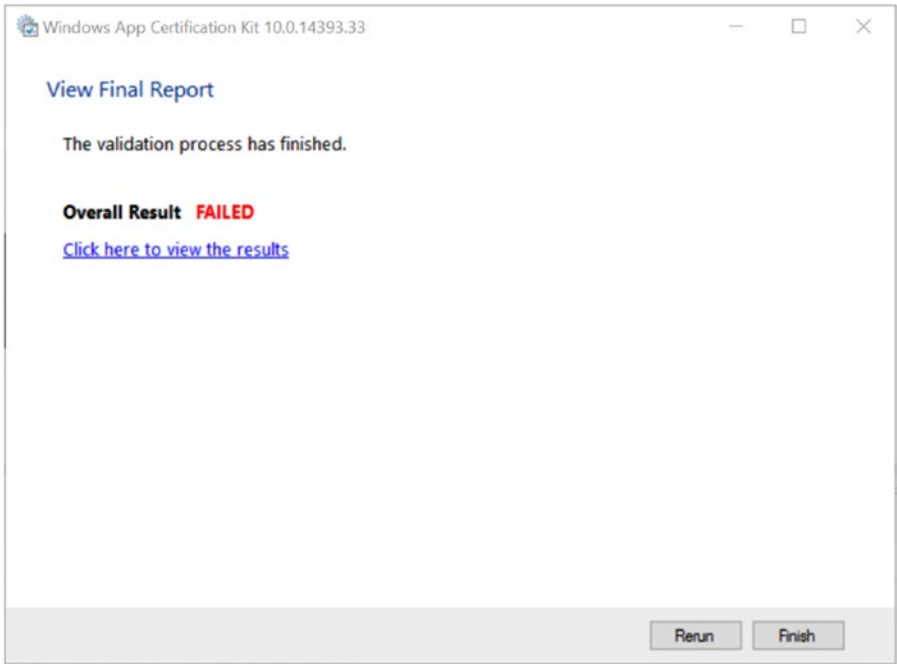 Windows App Certification Kit 10.0.14393.33
View Final Report
The validation process has finished.
Overall Result FAILED
Click here to view the results
Rerun Finish